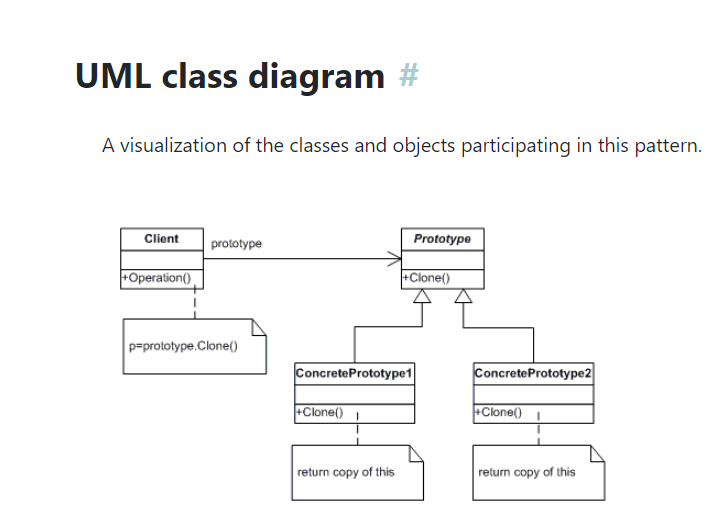 UML class diagram #
A visualization of the classes and objects participating in this pattern.
Client
prototype
Prototype
+Operation()
+Clone()
p=prototype.Clone()
ConcretePrototype1
ConcretePrototype2
+Clone()
+Clone()
return copy of this
return copy of this